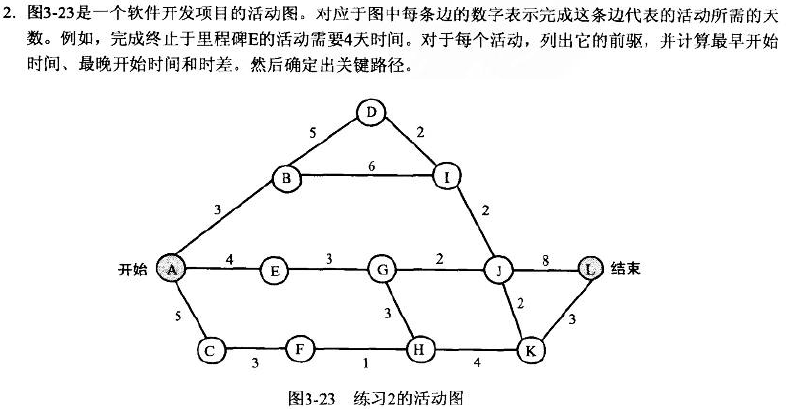 2. 图3-23是一个软件开发项目的活动图。对应于图中每条边的数字表示完成这条边代表的活动所需的天
数。例如，完成终止于里程碑E的活动需要4天时间。对于每个活动，列出它的前驱，并计算最早开始
时间、最晚开始时间和时差。然后确定出关键路径。
D
5 2
B 6 I
3 2
开始 A 4 E 3 G 2 J 8 L 结束
5 3 2 3
C 3 F 1 H 4 K
图3-23 练习2的活动图